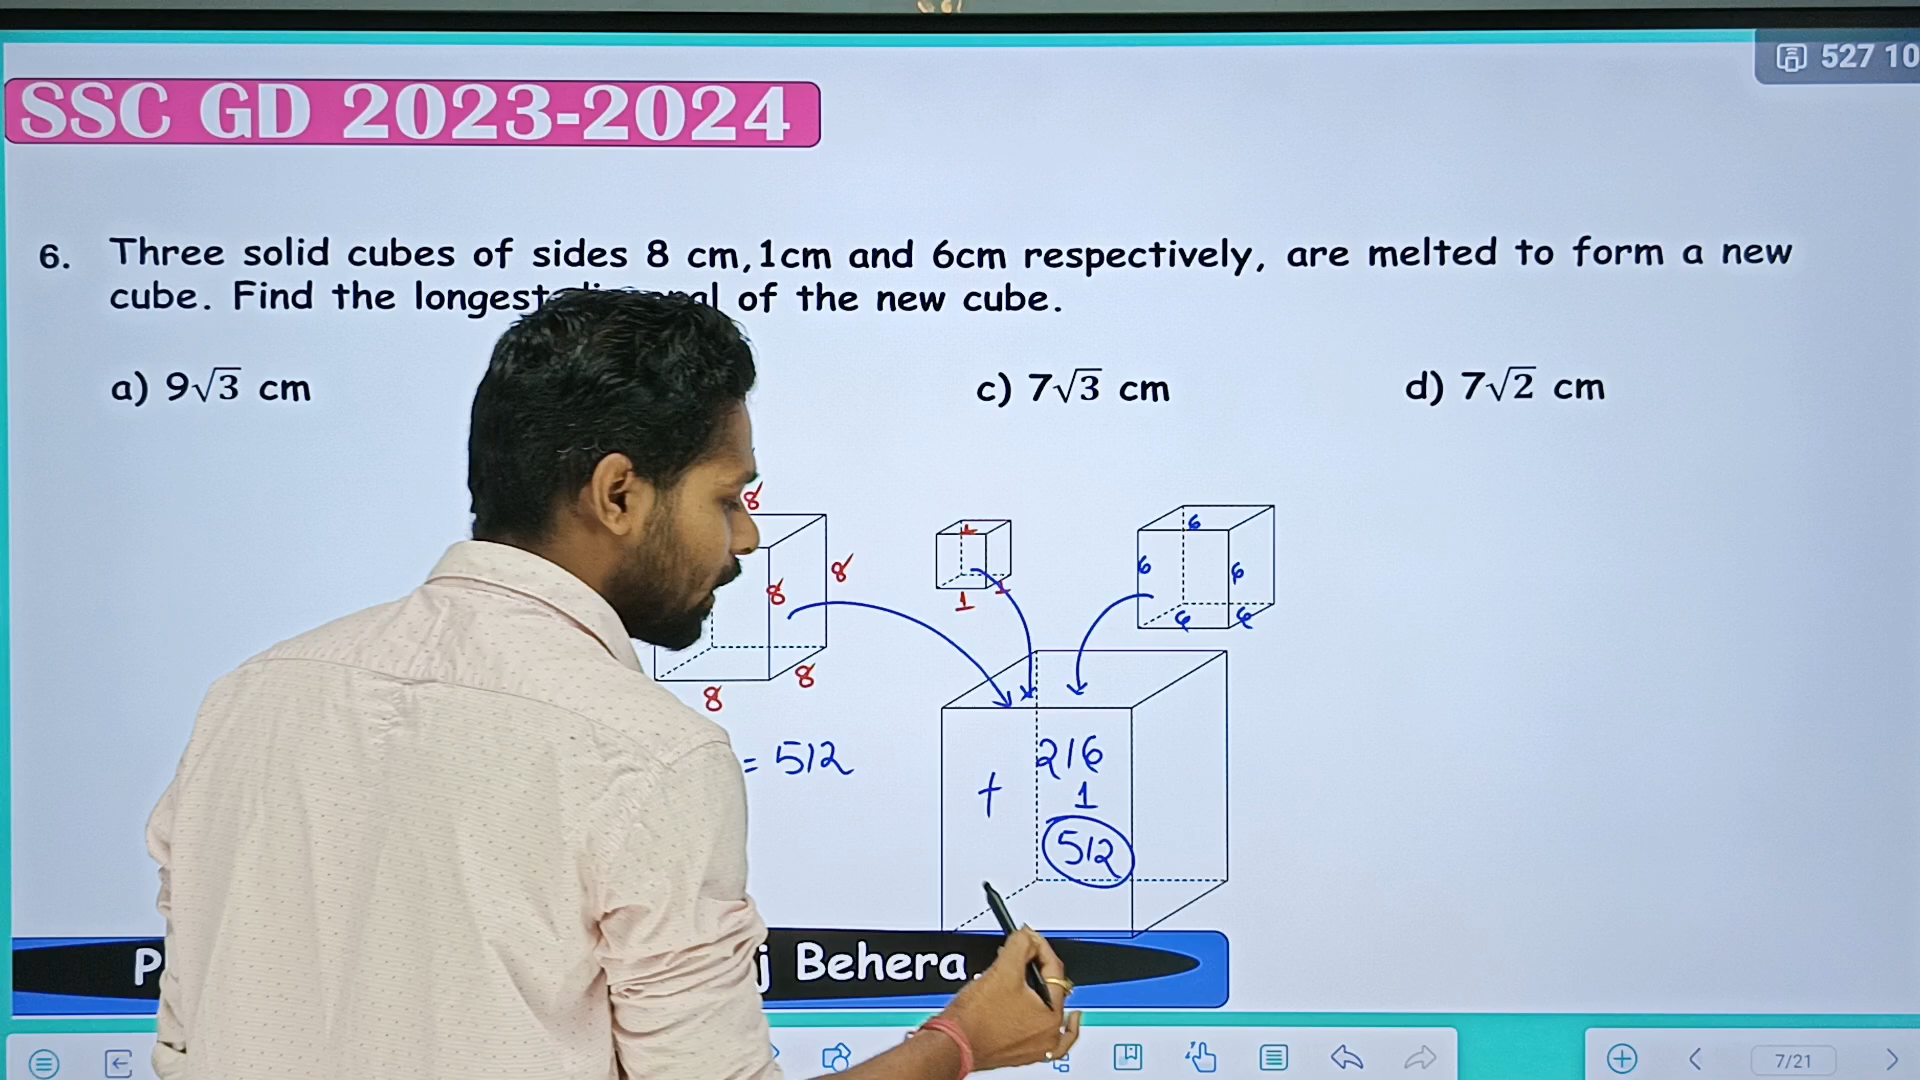 527 10
SSC GD 2023-2024
6. Three solid cubes of sides 8 cm,1cm and 6cm respectively, are melted to form a new
cube. Find the longest of the new cube.
a) 9√3 cm c) 7√3 cm d) 7√2 cm
8 8 8 8 8
1 1 1
6 6 6 6 6
= 512
216
+ 1
512
Behera
7/21